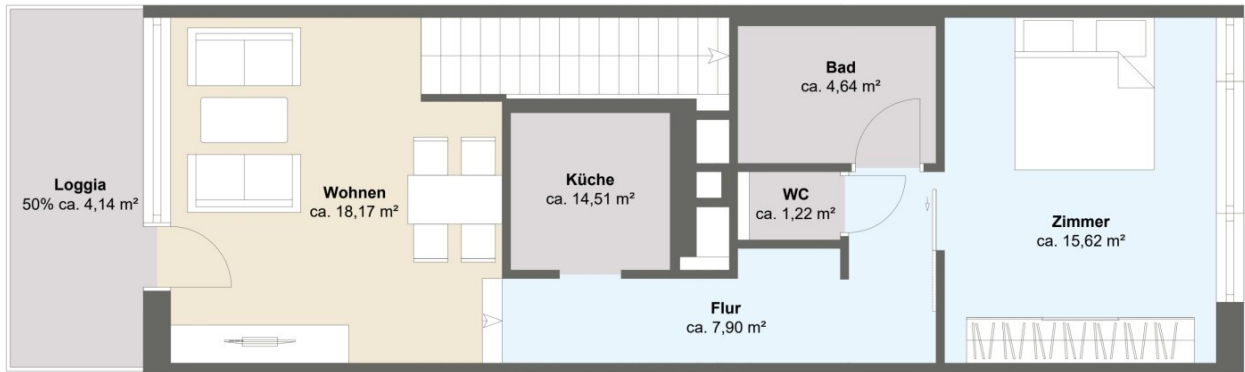 Loggia
50% ca. 4,14 m²
Wohnen
ca. 18,17 m²
Küche
ca. 14,51 m²
Bad
ca. 4,64 m²
WC
ca. 1,22 m²
Flur
ca. 7,90 m²
Zimmer
ca. 15,62 m²